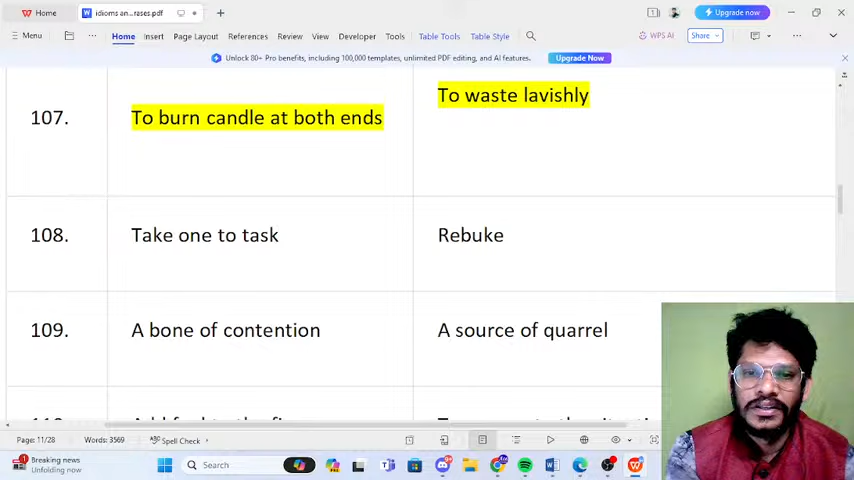 Home
idioms an...rases.pdf
Upgrade now
Menu
Home
Insert
Page Layout
References
Review
View
Developer
Tools
Table Tools
Table Style
WPS AI
Share
Unlock 80+ Pro benefits, including 100,000 templates, unlimited PDF editing, and AI features.
Upgrade Now
107.
To burn candle at both ends
To waste lavishly
108.
Take one to task
Rebuke
109.
A bone of contention
A source of quarrel
Page: 11/28
Words: 3569
Spell Check
Breaking news
Unfolding now
Search